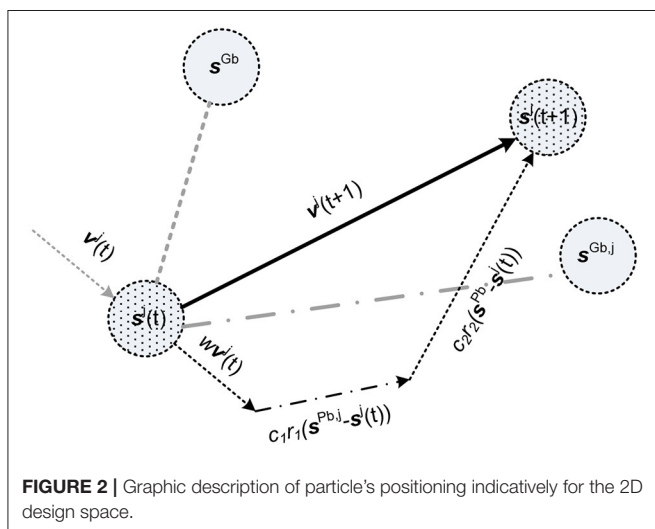 s^Gb
s^j(t+1)
v^j(t+1)
v^j(t)
s^Gb,j
s^j(t)
wv^j(t)
c₂r₂(s^Pb-s^j(t))
c₁r₁(s^Pb,j-s^j(t))
FIGURE 2 | Graphic description of particle's positioning indicatively for the 2D
design space.